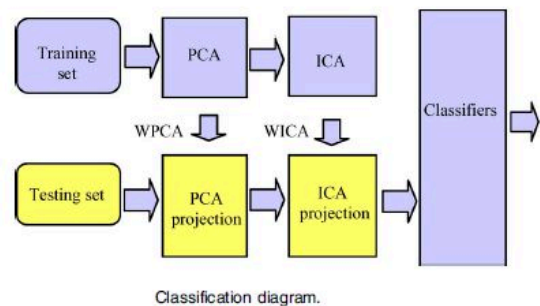 Training
set
PCA
ICA
Classifiers
WPCA
WICA
Testing set
PCA
projection
ICA
projection
Classification diagram.